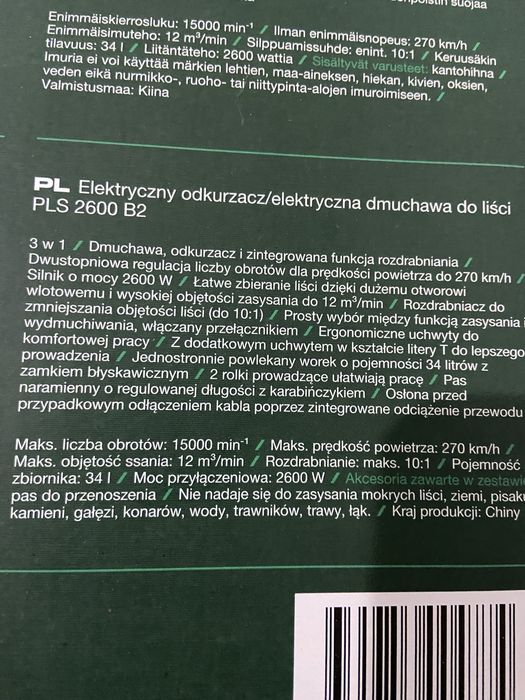 suojaa
Enimmäiskierrosluku: 15000 min⁻¹ / Ilman enimmäisnopeus: 270 km/h /
Enimmäisimuteho: 12 m³/min / Silppuamissuhde: enint. 10:1 / Keruusäkin
tilavuus: 34 l / Liitäntäteho: 2600 wattia / Sisältyvät varusteet: kantohihna /
Imuria ei voi käyttää märkien lehtien, maa-aineksen, hiekan, kivien, oksien,
veden eikä nurmikko-, ruoho- tai niittypinta-alojen imuroimiseen. /
Valmistusmaa: Kiina
PL Elektryczny odkurzacz/elektryczna dmuchawa do liści
PLS 2600 B2
3 w 1 / Dmuchawa, odkurzacz i zintegrowana funkcja rozdrabniania /
Dwustopniowa regulacja liczby obrotów dla prędkości powietrza do 270 km/h /
Silnik o mocy 2600 W / Łatwe zbieranie liści dzięki dużemu otworowi
wlotowemu i wysokiej objętości zasysania do 12 m³/min / Rozdrabniacz do
zmniejszania objętości liści (do 10:1) / Prosty wybór między funkcją zasysania i
wydmuchiwania, włączany przełącznikiem / Ergonomiczne uchwyty do
komfortowej pracy / Z dodatkowym uchwytem w kształcie litery T do lepszego
prowadzenia / Jednostronnie powlekany worek o pojemności 34 litrów z
zamkiem błyskawicznym / 2 rolki prowadzące ułatwiają pracę / Pas
naramienny o regulowanej długości z karabińczykiem / Osłona przed
przypadkowym odłączeniem kabla poprzez zintegrowane odciążenie przewodu
Maks. liczba obrotów: 15000 min⁻¹ / Maks. prędkość powietrza: 270 km/h /
Maks. objętość ssania: 12 m³/min / Rozdrabnianie: maks. 10:1 / Pojemność
zbiornika: 34 l / Moc przyłączeniowa: 2600 W / Akcesoria zawarte w zestawie
pas do przenoszenia / Nie nadaje się do zasysania mokrych liści, ziemi, pisaku
kamieni, gałęzi, konarów, wody, trawników, trawy, łąk. / Kraj produkcji: Chiny